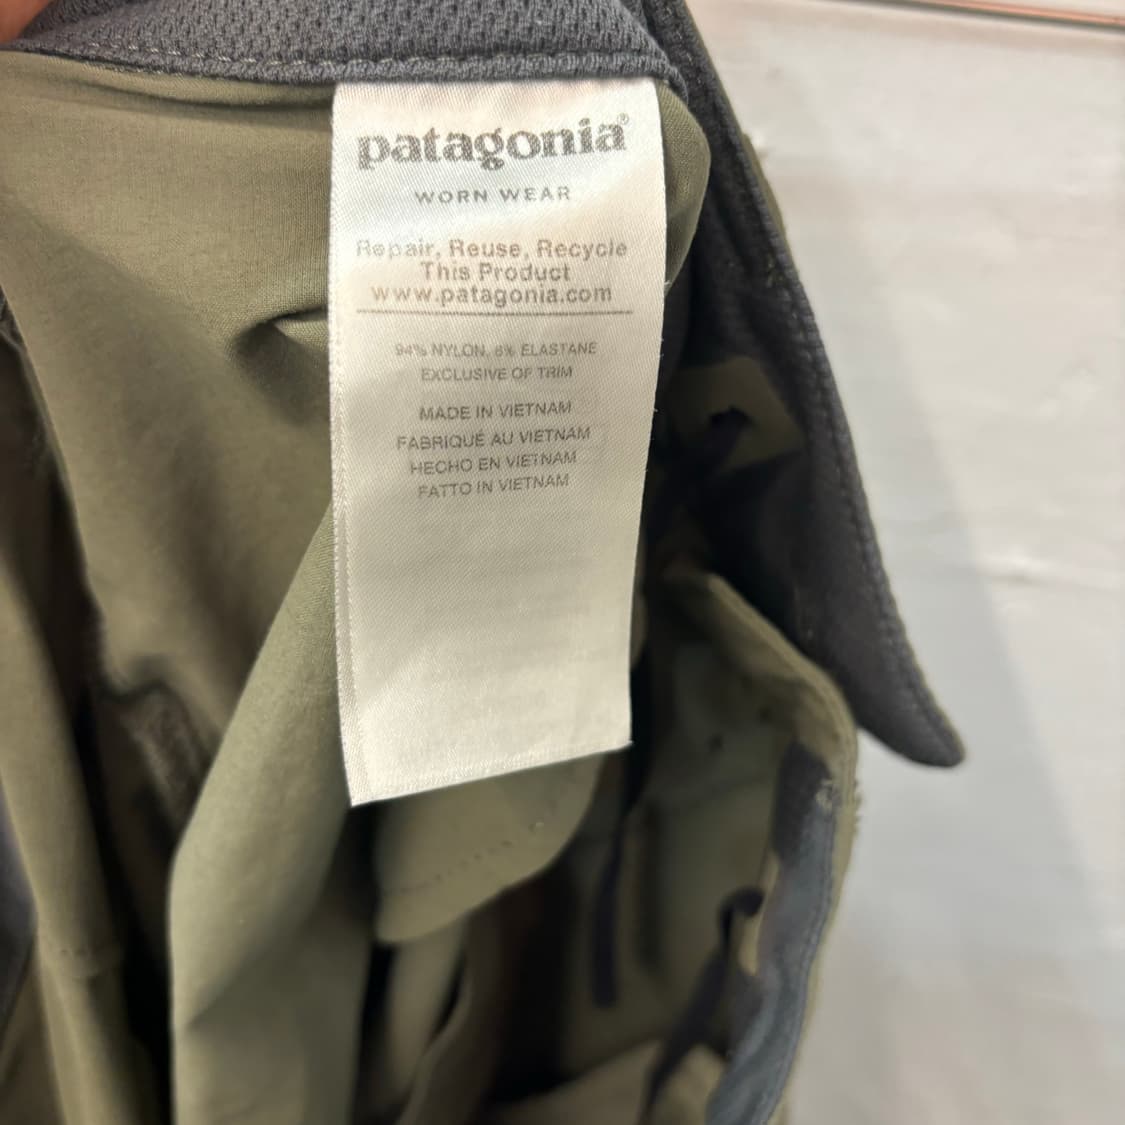 patagonia®
WORN WEAR
Repair, Reuse, Recycle
This Product
www.patagonia.com
94% NYLON, 6% ELASTANE
EXCLUSIVE OF TRIM
MADE IN VIETNAM
FABRIQUÉ AU VIETNAM
HECHO EN VIETNAM
FATTO IN VIETNAM